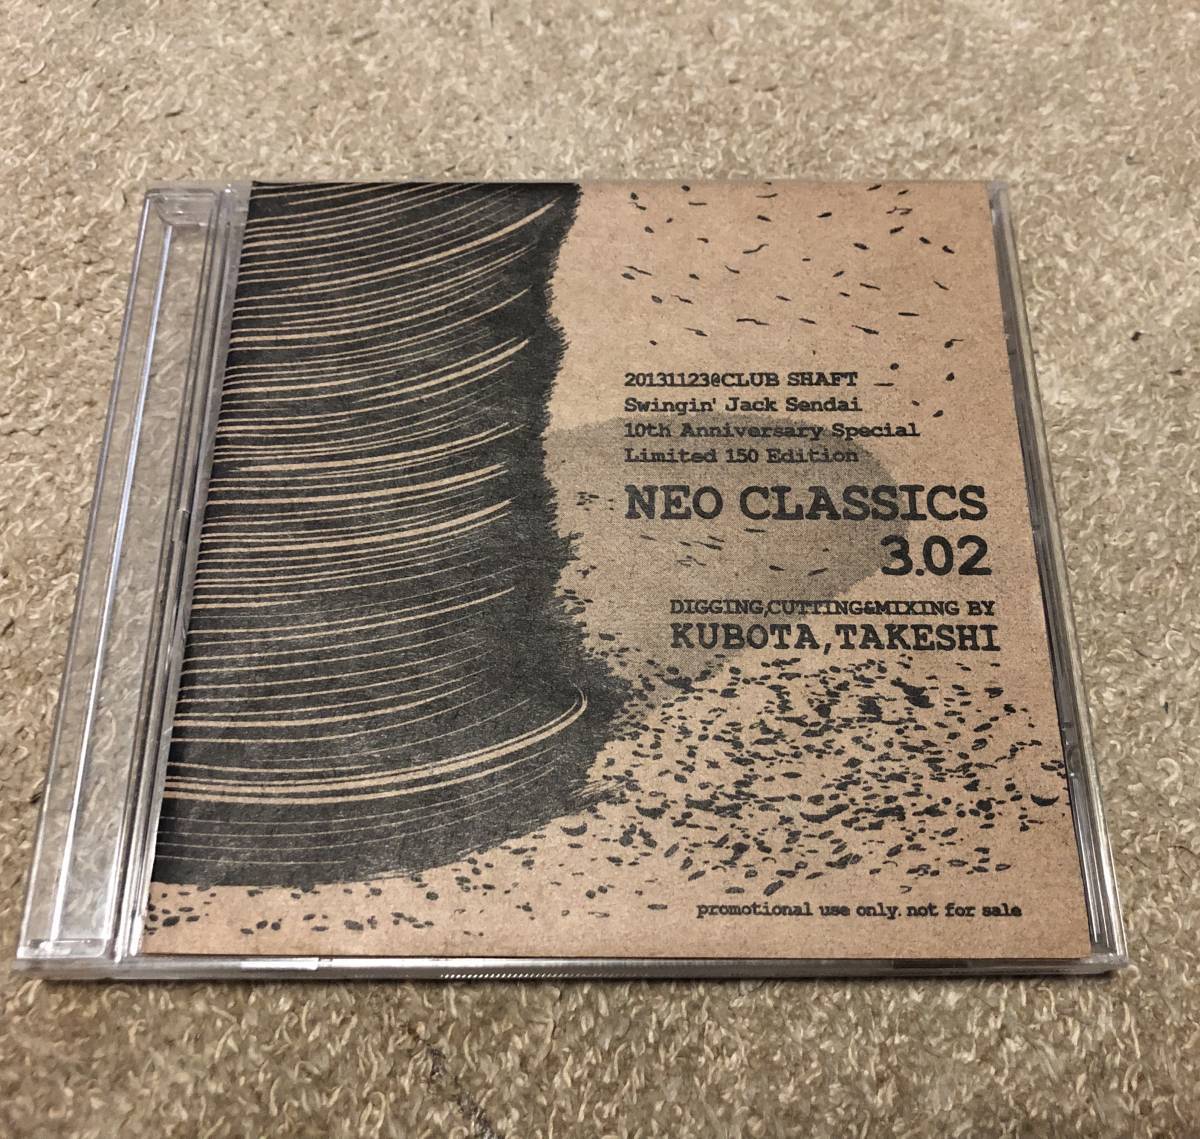 20131123@CLUB SHAFT
Swingin' Jack Sendai
10th Anniversary Special
Limited 150 Edition
NEO CLASSICS
3.02
DIGGING,CUTTING&MIXING BY
KUBOTA,TAKESHI
promotional use only. not for sale